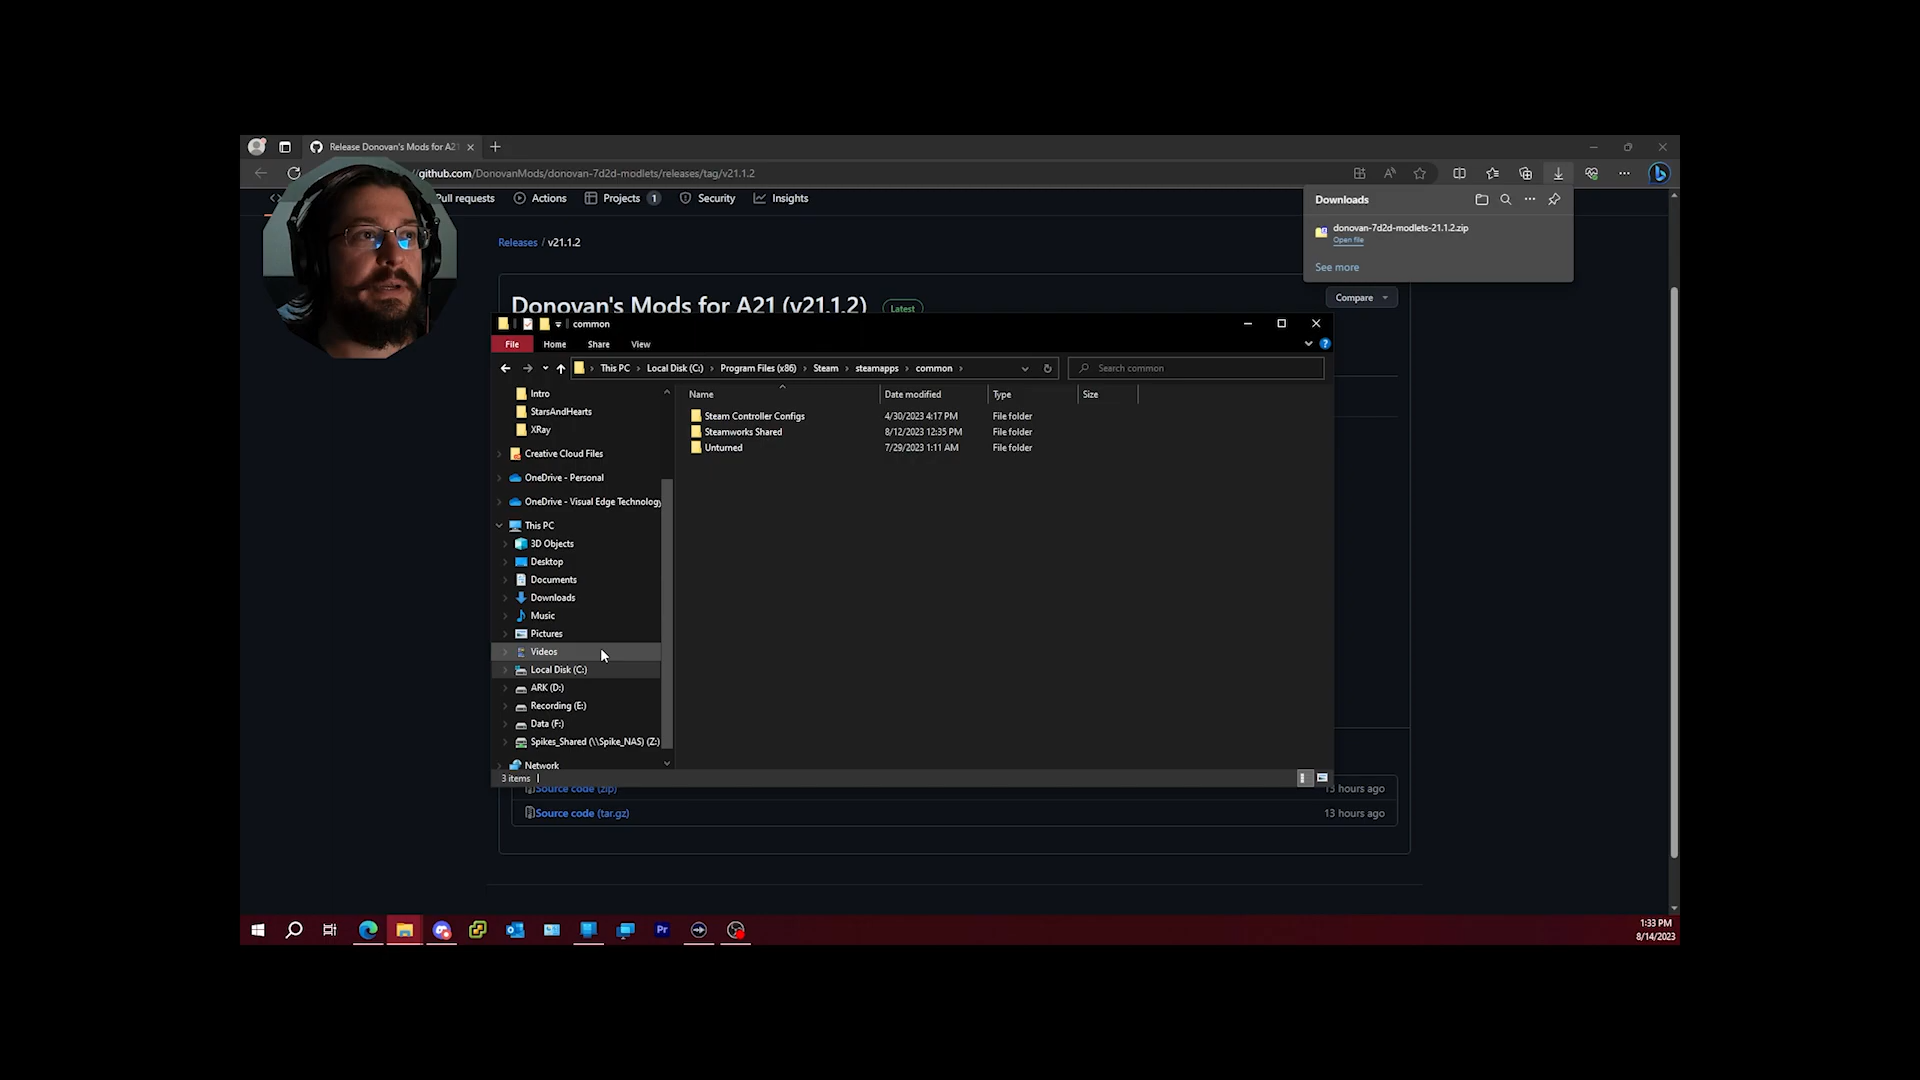 Release Donovan's Mods for A21
github.com/DonovanMods/donovan-7d2d-modlets/releases/tag/v21.1.2
Pull requests
Actions
Projects 1
Security
Insights
Downloads
donovan-7d2d-modlets-21.1.2.zip
Open file
See more
Releases / v21.1.2
Compare
Donovan's Mods for A21 (v21.1.2)
Latest
common
File Home Share View
This PC Local Disk (C:) Program Files (x86) Steam steamapps common
Search common
Name Date modified Type Size
Steam Controller Configs 4/30/2023 4:17 PM File folder
Steamworks Shared 8/12/2023 12:35 PM File folder
Unturned 7/29/2023 1:11 AM File folder
Intro
StarsAndHearts
XRay
Creative Cloud Files
OneDrive - Personal
OneDrive - Visual Edge Technology
This PC
3D Objects
Desktop
Documents
Downloads
Music
Pictures
Videos
Local Disk (C:)
ARK (D:)
Recording (E:)
Data (F:)
Spikes_Shared (\\Spike_NAS) (Z:)
Network
3 items
Source code (zip) 13 hours ago
Source code (tar.gz) 13 hours ago
Pr
1:33 PM
8/14/2023